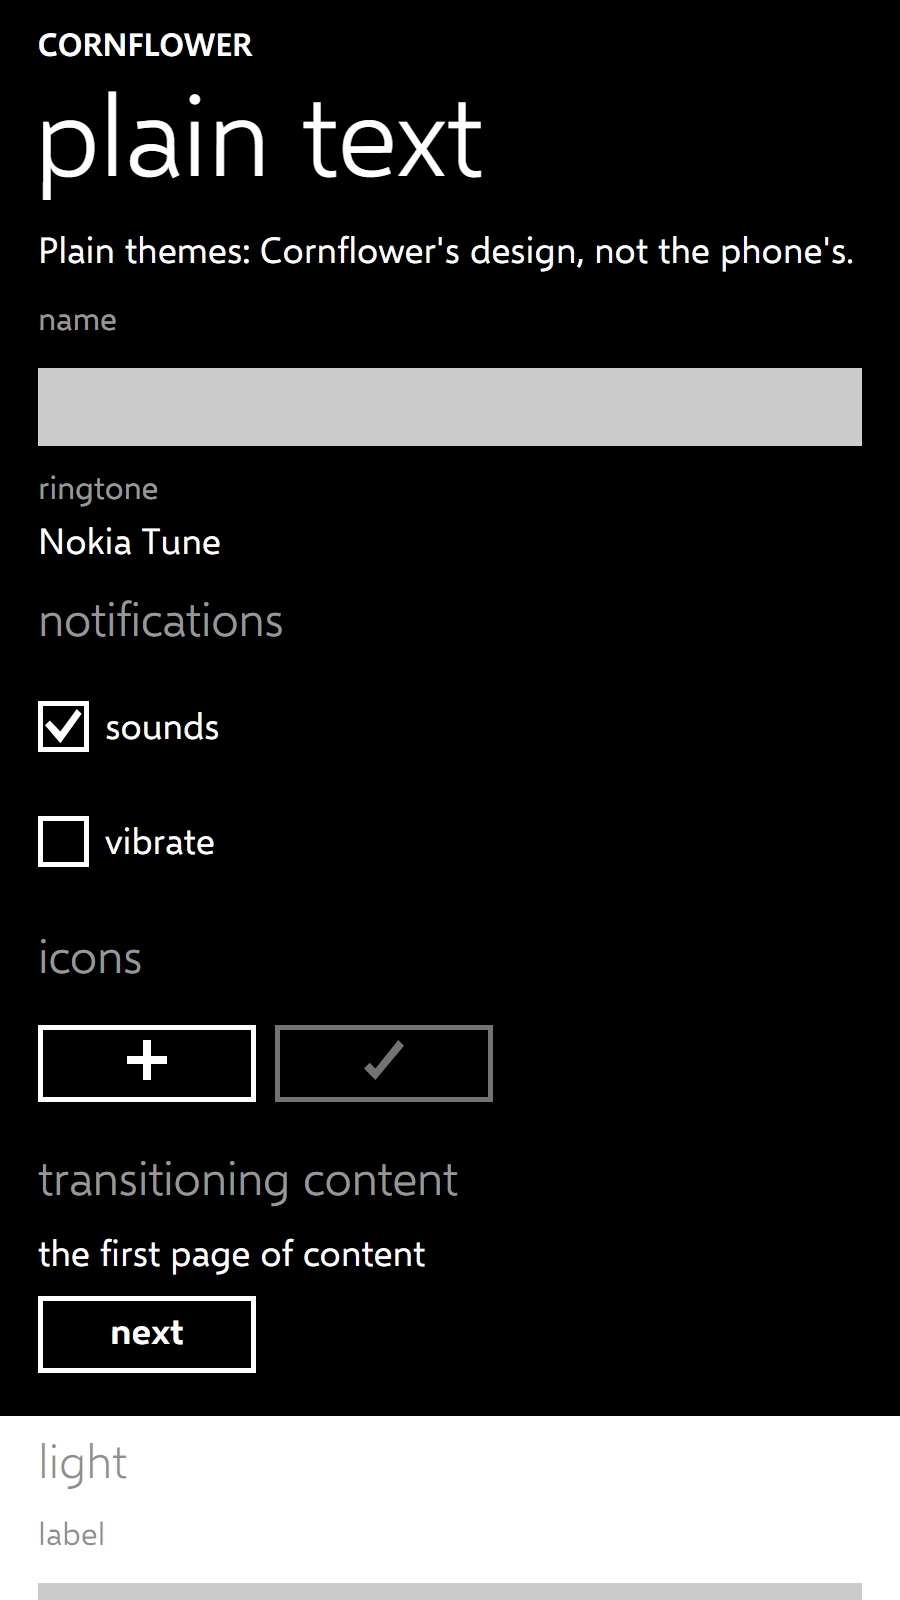 CORNFLOWER
plain text
Plain themes: Cornflower's design, not the phone's.
name
ringtone
Nokia Tune
notifications
sounds
vibrate
icons
transitioning content
the first page of content
next
light
label